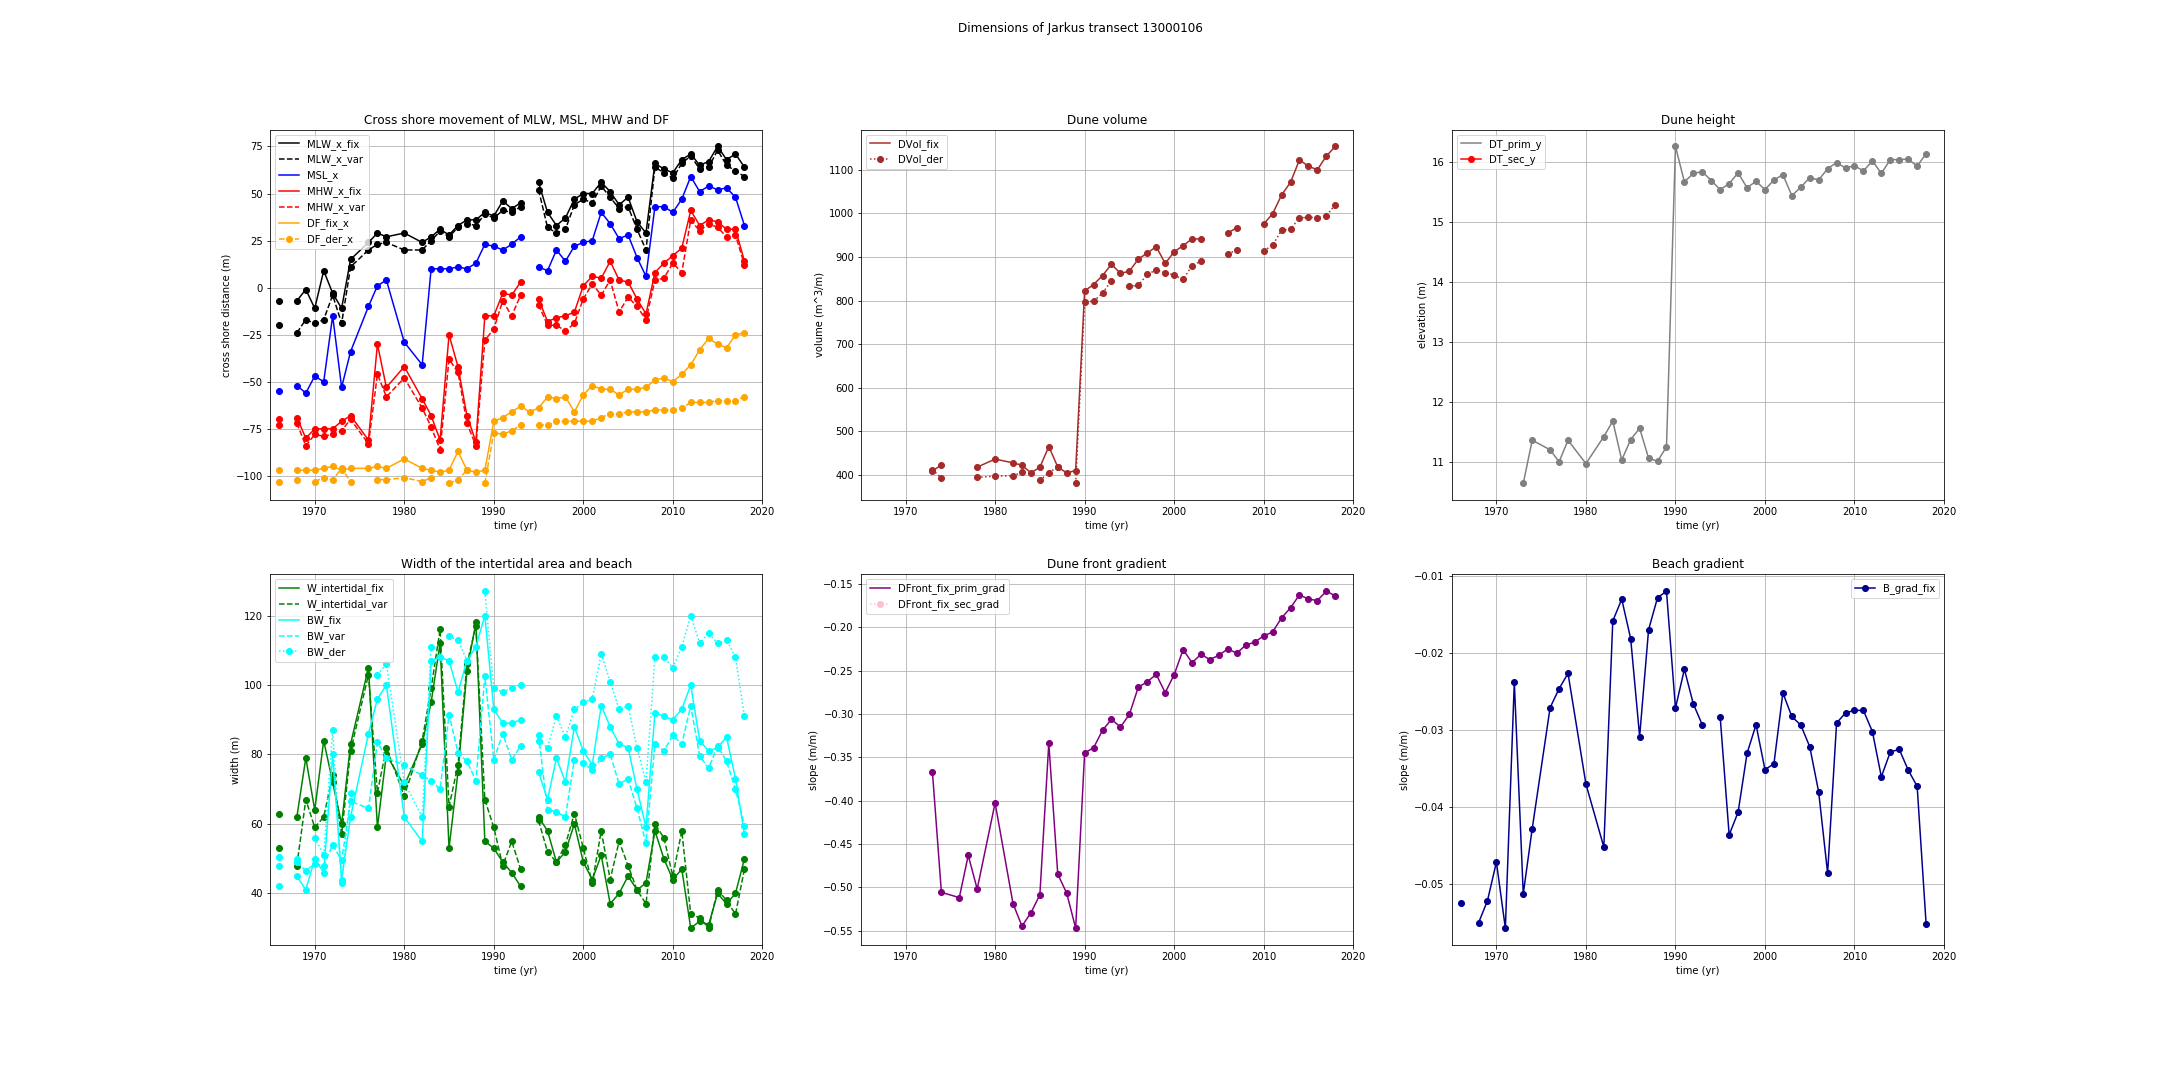 Dimensions of Jarkus transect 13000106
Cross shore movement of MLW, MSL, MHW and DF
MLW_x_fix
MLW_x_var
MSL_x
MHW_x_fix
MHW_x_var
DF_fix_x
DF_der_x
75
50
25
0
−25
−50
−75
−100
cross shore distance (m)
1970 1980 1990 2000 2010 2020
time (yr)
Dune volume
DVol_fix
DVol_der
1100
1000
900
800
700
600
500
400
volume (m^3/m)
1970 1980 1990 2000 2010 2020
time (yr)
Dune height
DT_prim_y
DT_sec_y
16
15
14
13
12
11
elevation (m)
1970 1980 1990 2000 2010 2020
time (yr)
Width of the intertidal area and beach
W_intertidal_fix
W_intertidal_var
BW_fix
BW_var
BW_der
120
100
80
60
40
width (m)
1970 1980 1990 2000 2010 2020
time (yr)
Dune front gradient
DFront_fix_prim_grad
DFront_fix_sec_grad
−0.15
−0.20
−0.25
−0.30
−0.35
−0.40
−0.45
−0.50
−0.55
slope (m/m)
1970 1980 1990 2000 2010 2020
time (yr)
Beach gradient
B_grad_fix
−0.01
−0.02
−0.03
−0.04
−0.05
slope (m/m)
1970 1980 1990 2000 2010 2020
time (yr)